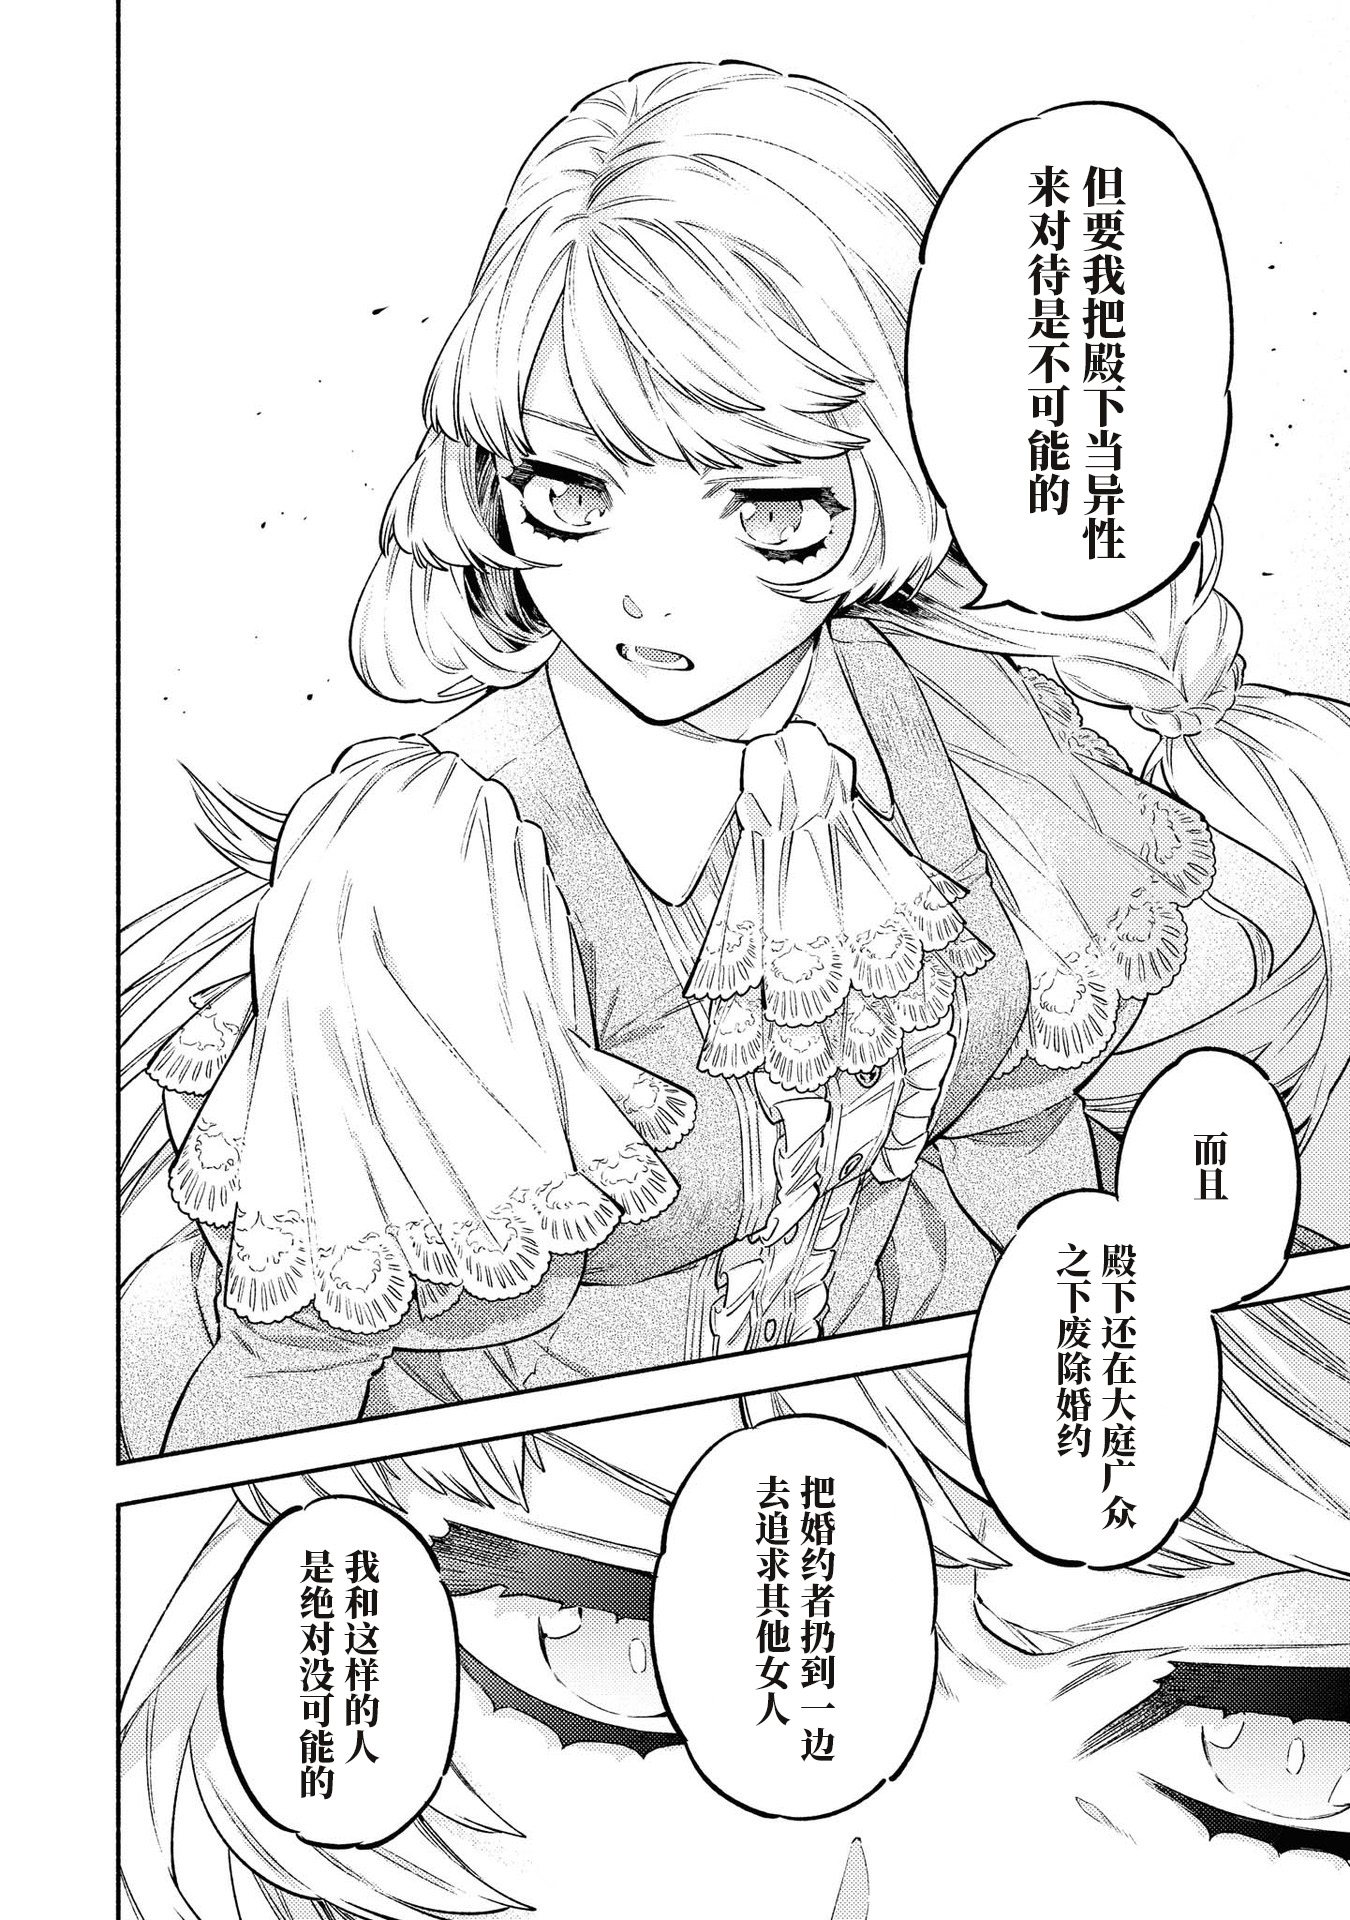 但要我把殿下当异性
来对待是不可能的
而且
殿下还在大庭广众
之下废除婚约
把婚约者扔到一边
去追求其他女人
我和这样的人
是绝对没可能的